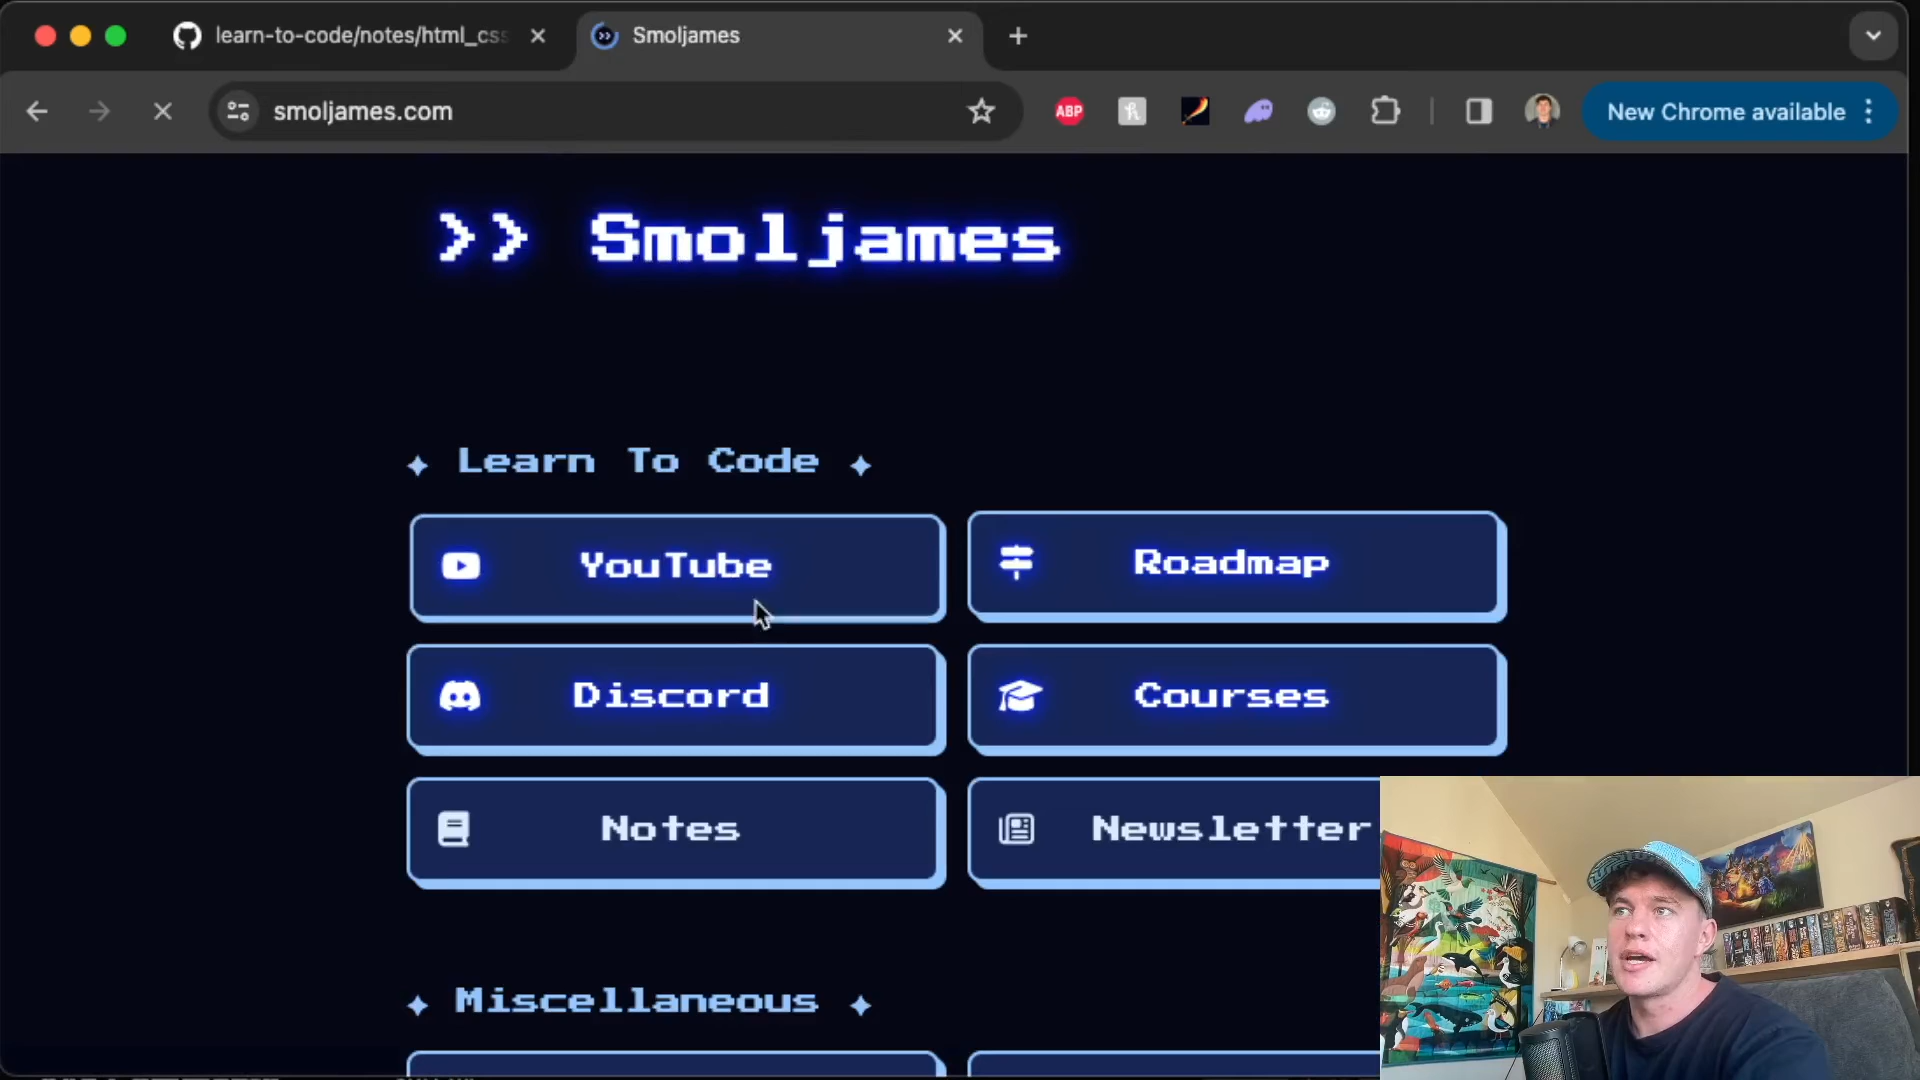 learn-to-code/notes/html_css
Smoljames
smoljames.com
ABP
New Chrome available
>> Smoljames
✦ Learn To Code ✦
YouTube
Roadmap
Discord
Courses
Notes
Newsletter
✦ Miscellaneous ✦